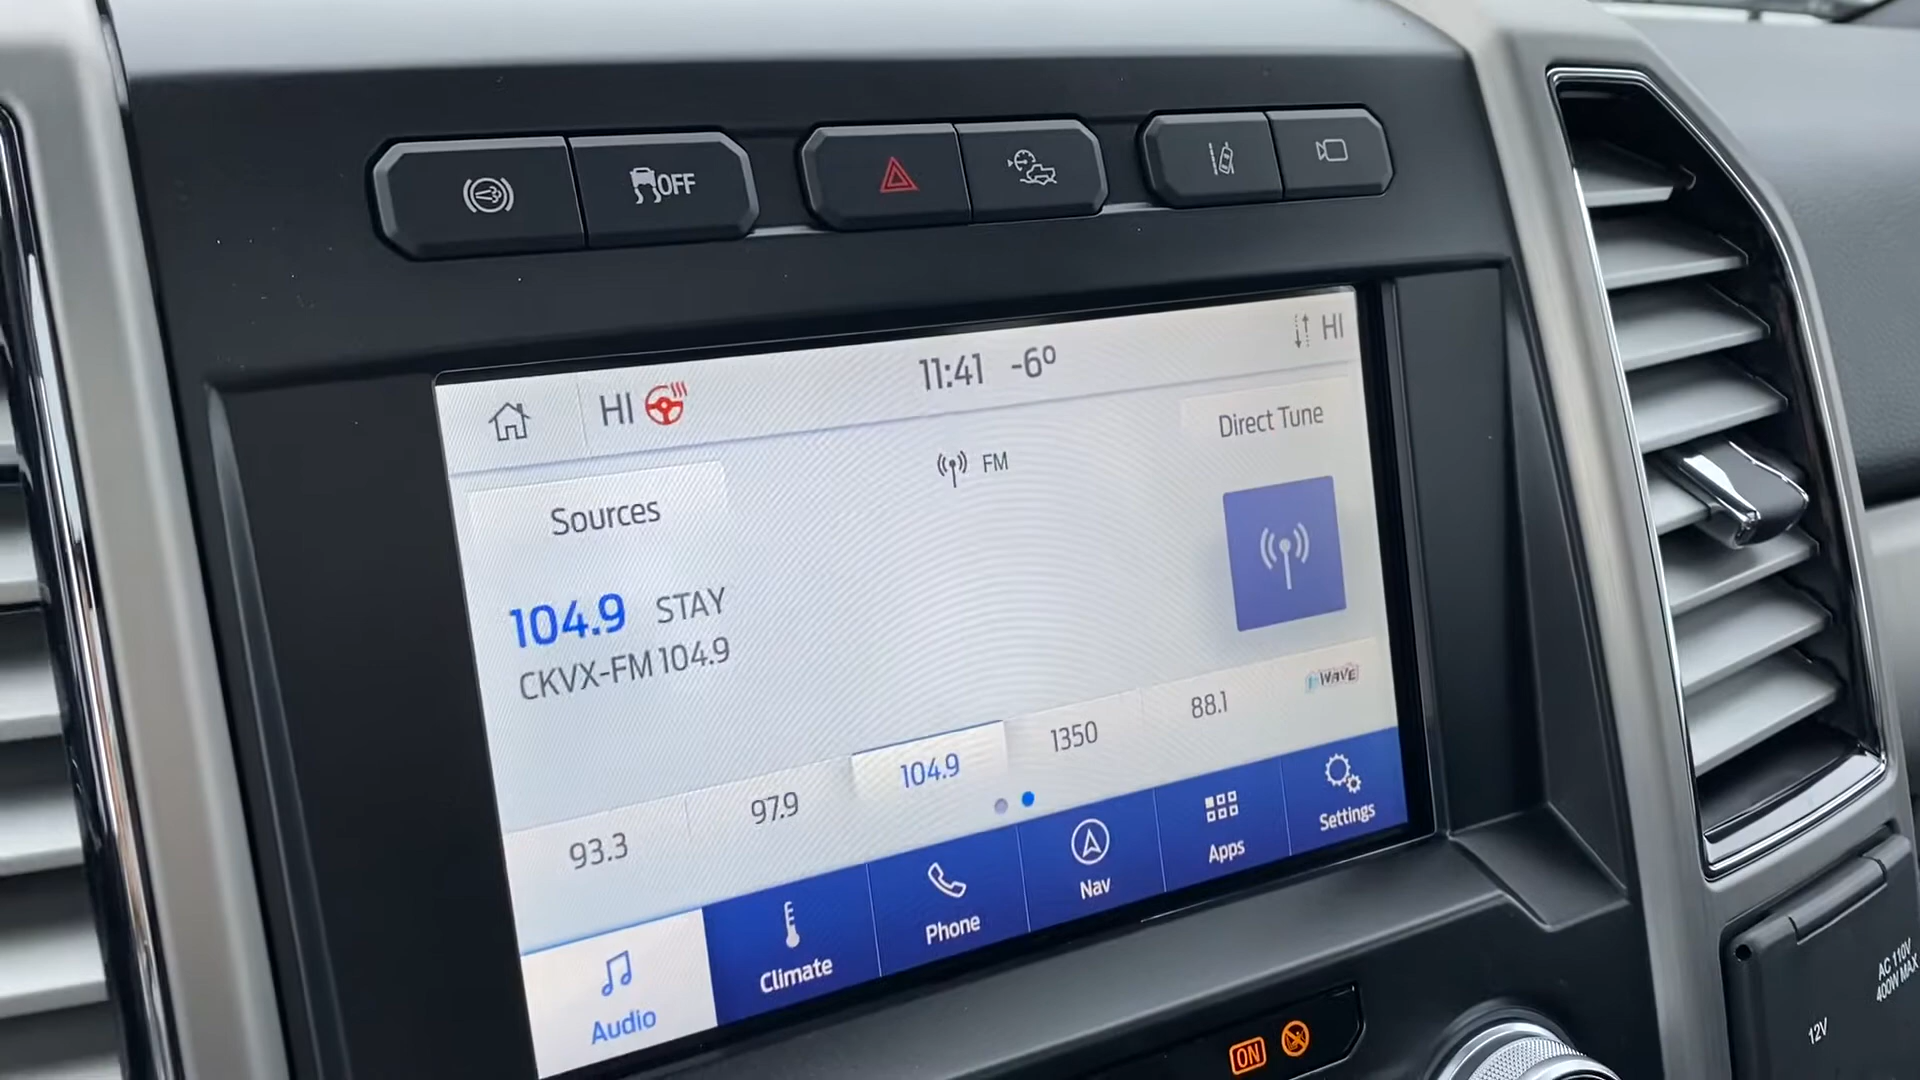 OFF
HI
11:41 -6°
HI
Sources
FM
Direct Tune
104.9 STAY
CKVX-FM 104.9
93.3
97.9
104.9
1350
88.1
WAVE
Audio
Climate
Phone
Nav
Apps
Settings
ON
AC 110V
400W MAX
12V